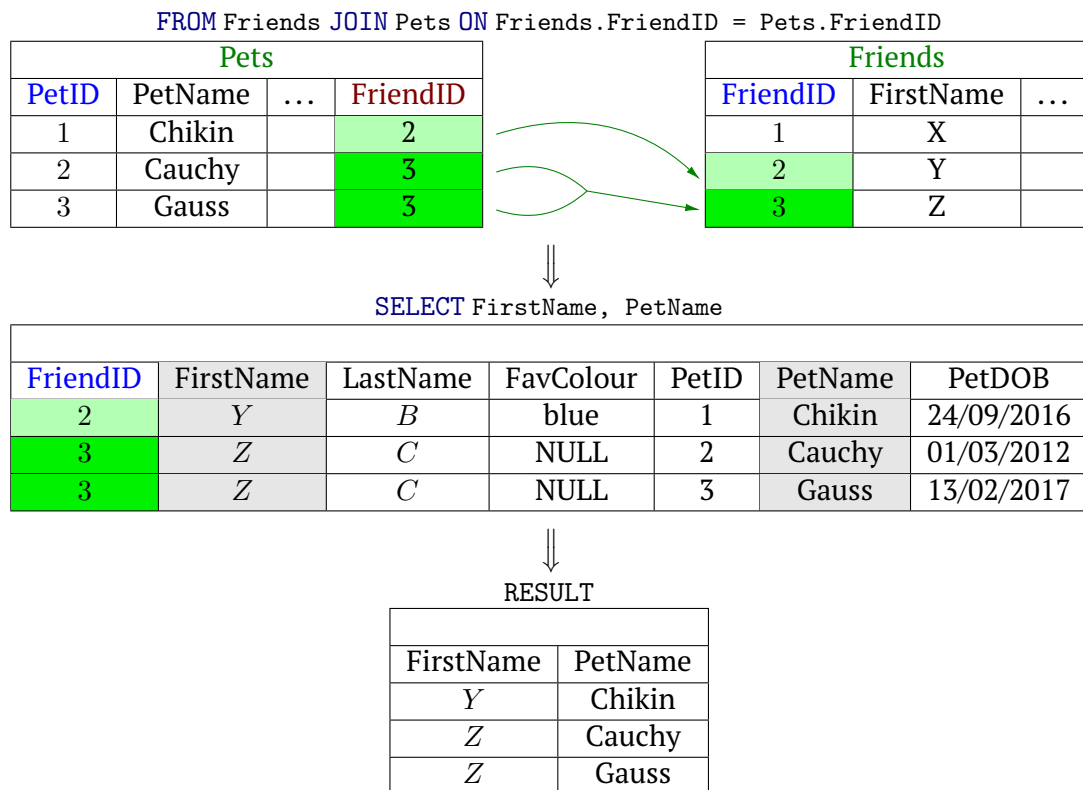 FROM Friends JOIN Pets ON Friends.FriendID = Pets.FriendID
Pets Friends
PetID PetName ... FriendID FriendID FirstName ...
1 Chikin 2 1 X
2 Cauchy 3 2 Y
3 Gauss 3 3 Z
⇓
SELECT FirstName, PetName
FriendID FirstName LastName FavColour PetID PetName PetDOB
2 Y B blue 1 Chikin 24/09/2016
3 Z C NULL 2 Cauchy 01/03/2012
3 Z C NULL 3 Gauss 13/02/2017
⇓
RESULT
FirstName PetName
Y Chikin
Z Cauchy
Z Gauss